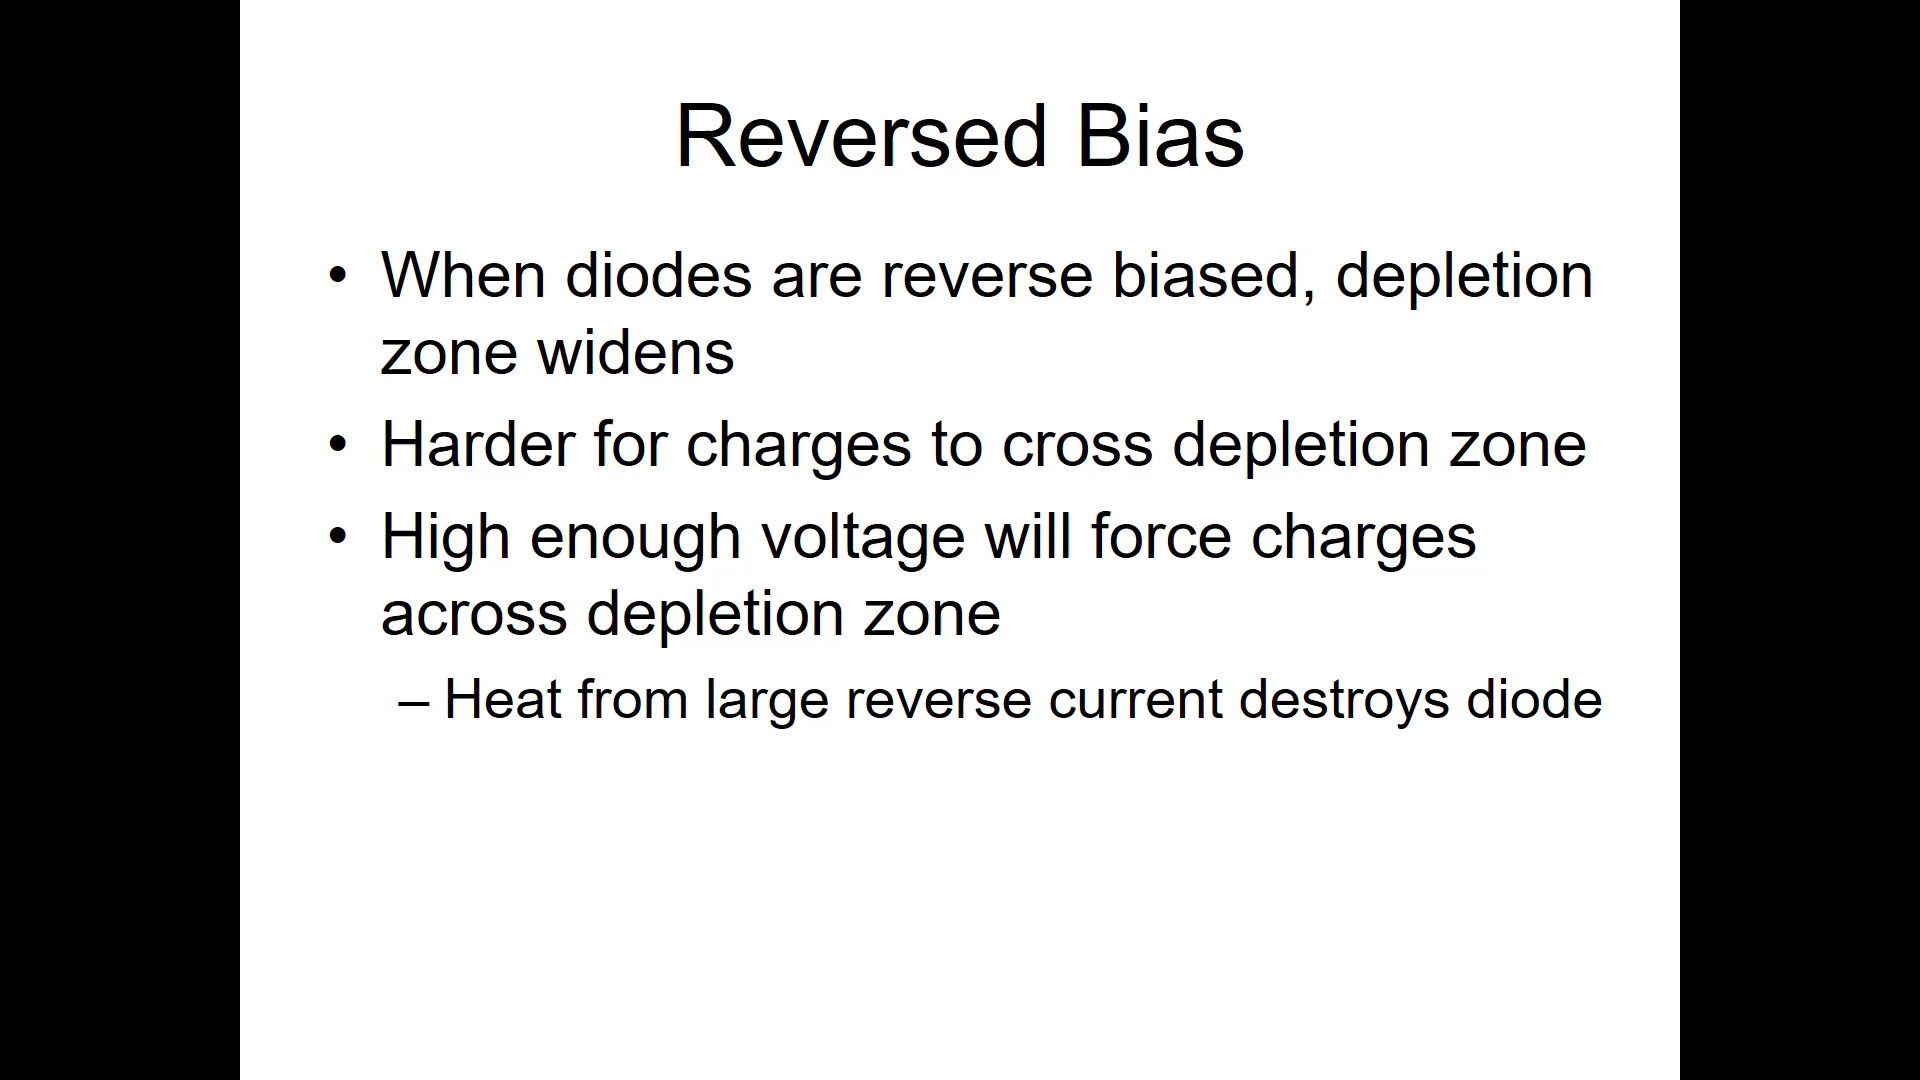 Reversed Bias
• When diodes are reverse biased, depletion
zone widens
• Harder for charges to cross depletion zone
• High enough voltage will force charges
across depletion zone
– Heat from large reverse current destroys diode